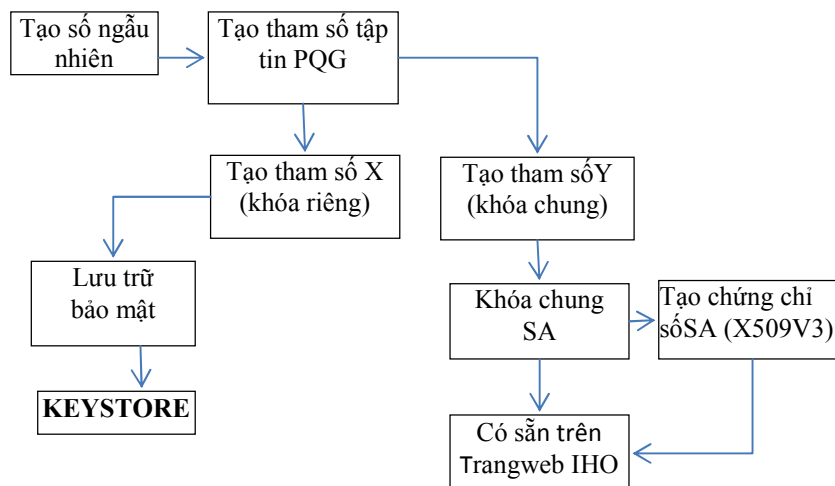 Tạo số ngẫu
nhiên
Tạo tham số tập
tin PQG
Tạo tham số X
(khóa riêng)
Tạo tham sốY
(khóa chung)
Lưu trữ
bảo mật
Khóa chung
SA
Tạo chứng chỉ
sốSA (X509V3)
KEYSTORE
Có sẵn trên
Trangweb IHO